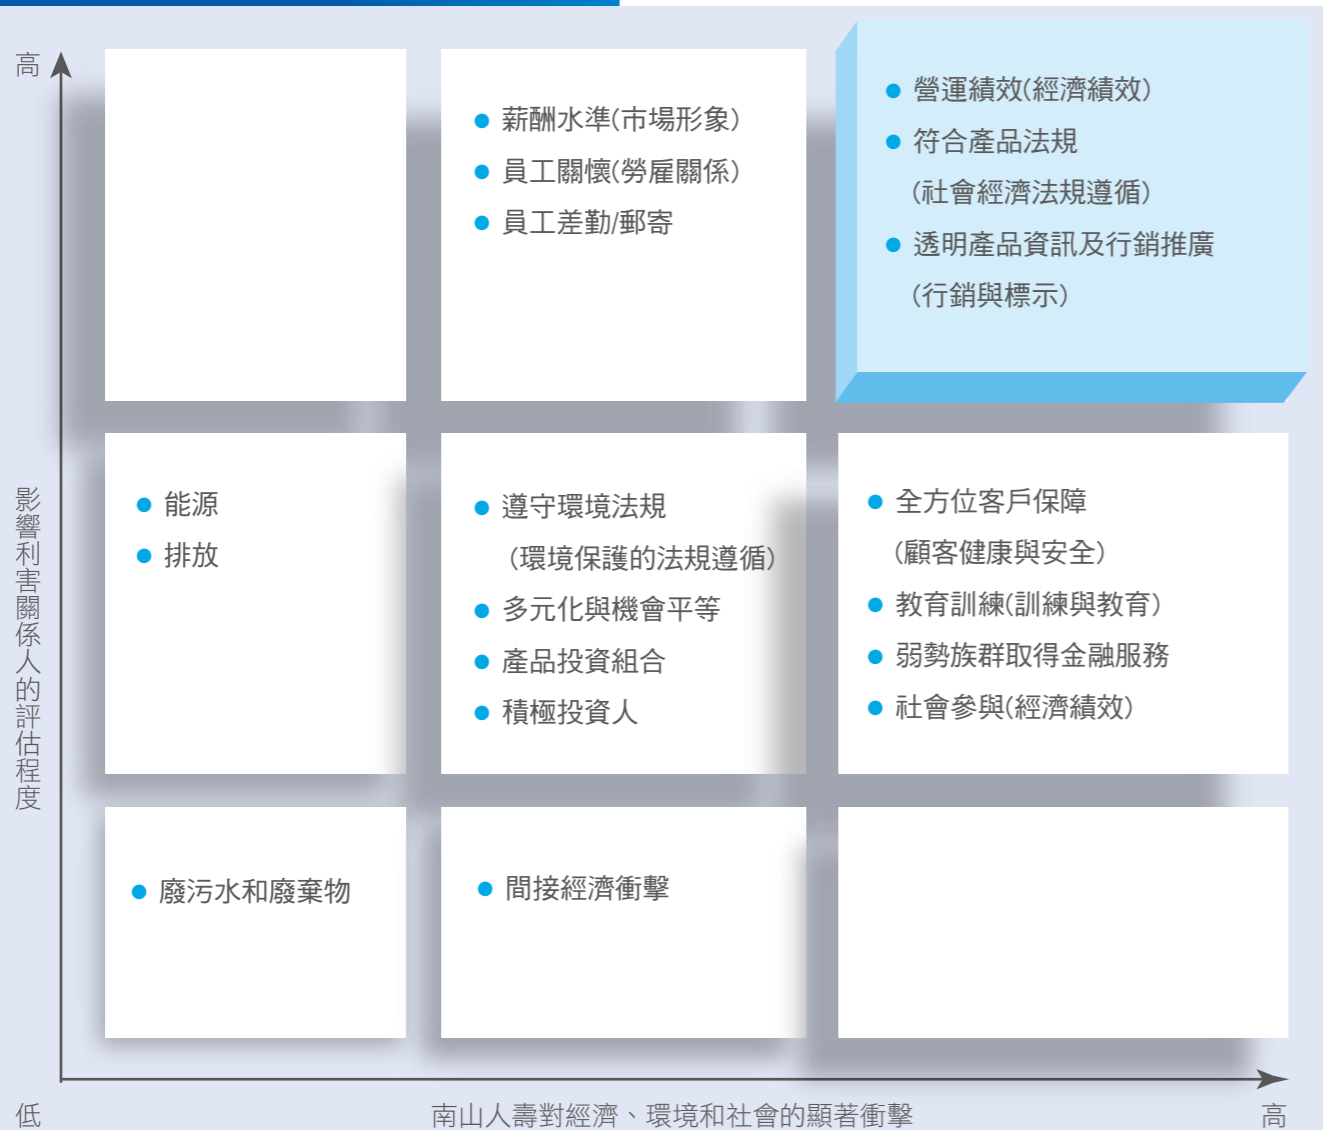 高
薪酬水準(市場形象)
員工關懷(勞雇關係)
員工差勤/郵寄
營運績效(經濟績效)
符合產品法規
(社會經濟法規遵循)
透明產品資訊及行銷推廣
(行銷與標示)
影響利害關係人的評估程度
能源
排放
遵守環境法規
(環境保護的法規遵循)
多元化與機會平等
產品投資組合
積極投資人
全方位客戶保障
(顧客健康與安全)
教育訓練(訓練與教育)
弱勢族群取得金融服務
社會參與(經濟績效)
廢污水和廢棄物
間接經濟衝擊
低
南山人壽對經濟、環境和社會的顯著衝擊
高